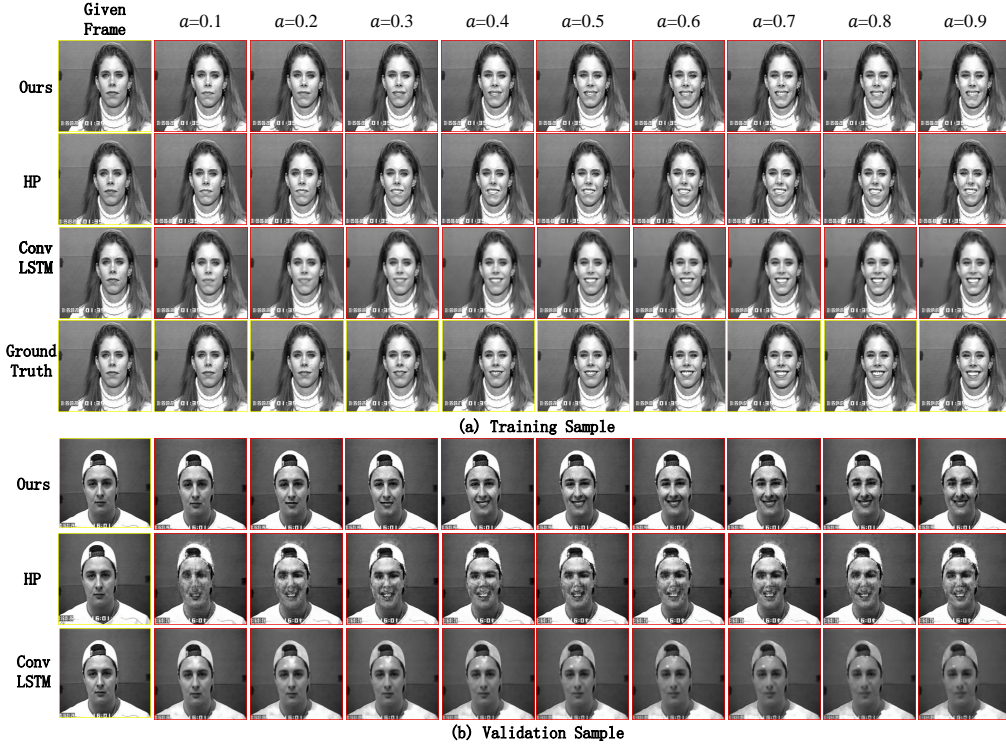 Given
Frame
a=0.1 a=0.2 a=0.3 a=0.4 a=0.5 a=0.6 a=0.7 a=0.8 a=0.9
Ours
HP
Conv
LSTM
Ground
Truth
(a) Training Sample
Ours
HP
Conv
LSTM
(b) Validation Sample